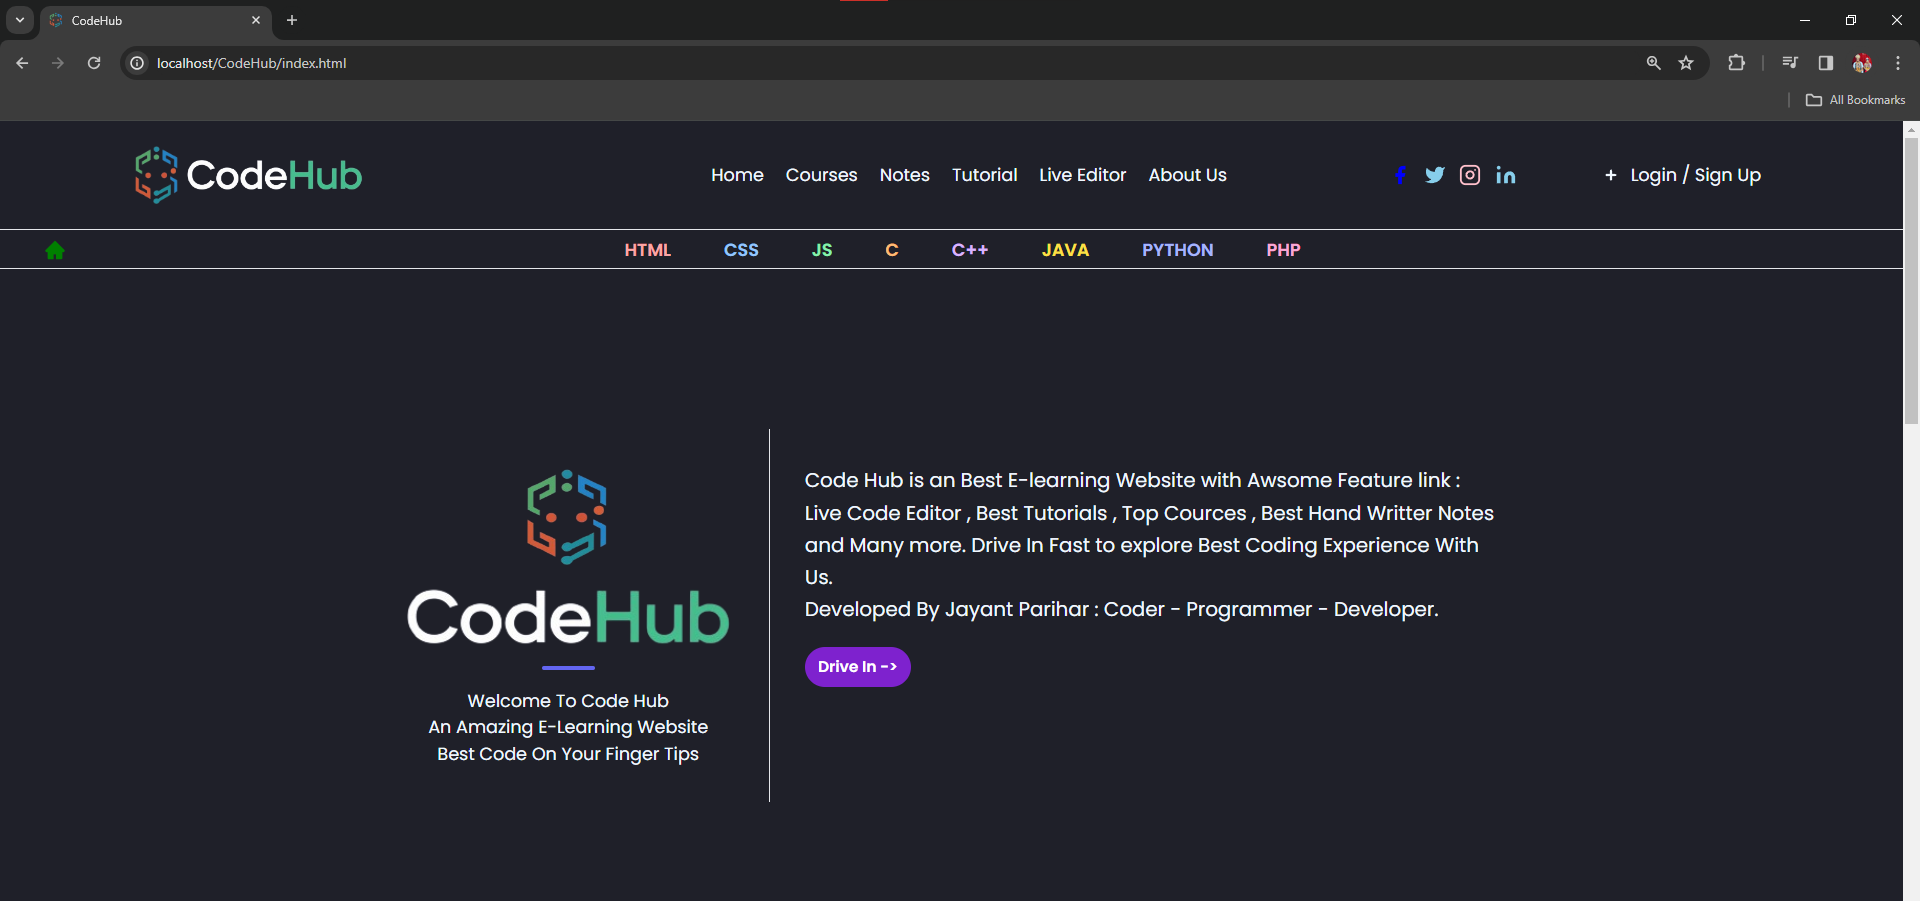 CodeHub
localhost/CodeHub/index.html
All Bookmarks
CodeHub
Home Courses Notes Tutorial Live Editor About Us
+ Login / Sign Up
HTML CSS JS C C++ JAVA PYTHON PHP
CodeHub
Welcome To Code Hub
An Amazing E-Learning Website
Best Code On Your Finger Tips
Code Hub is an Best E-learning Website with Awsome Feature link :
Live Code Editor , Best Tutorials , Top Cources , Best Hand Writter Notes
and Many more. Drive In Fast to explore Best Coding Experience With
Us.
Developed By Jayant Parihar : Coder - Programmer - Developer.
Drive In ->